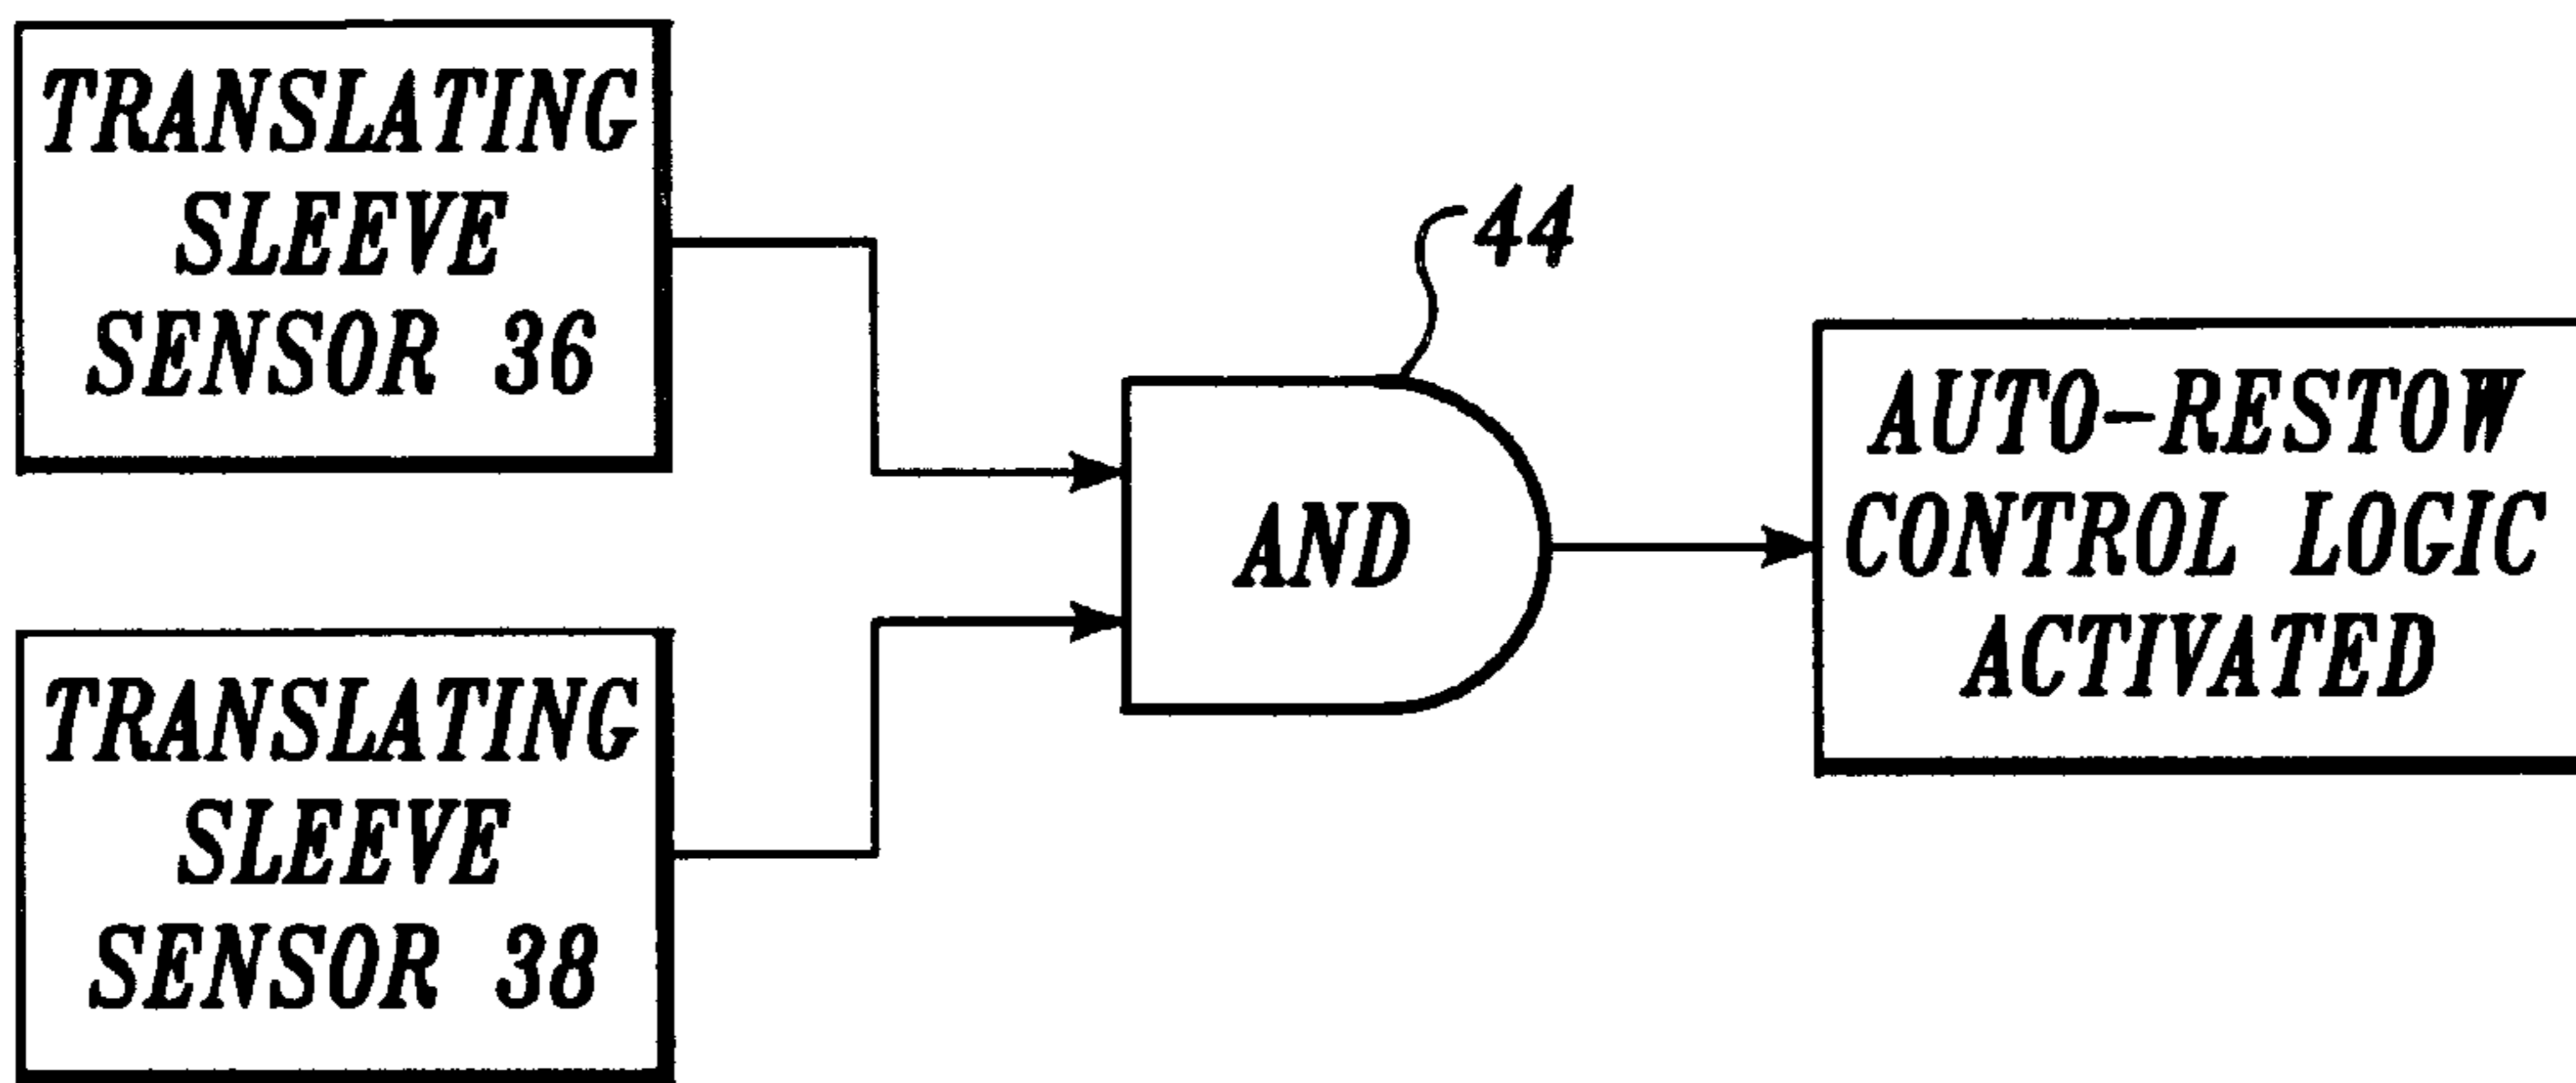 TRANSLATING
SLEEVE
SENSOR 36
44
AND
AUTO-RESTOW
CONTROL LOGIC
ACTIVATED
TRANSLATING
SLEEVE
SENSOR 38